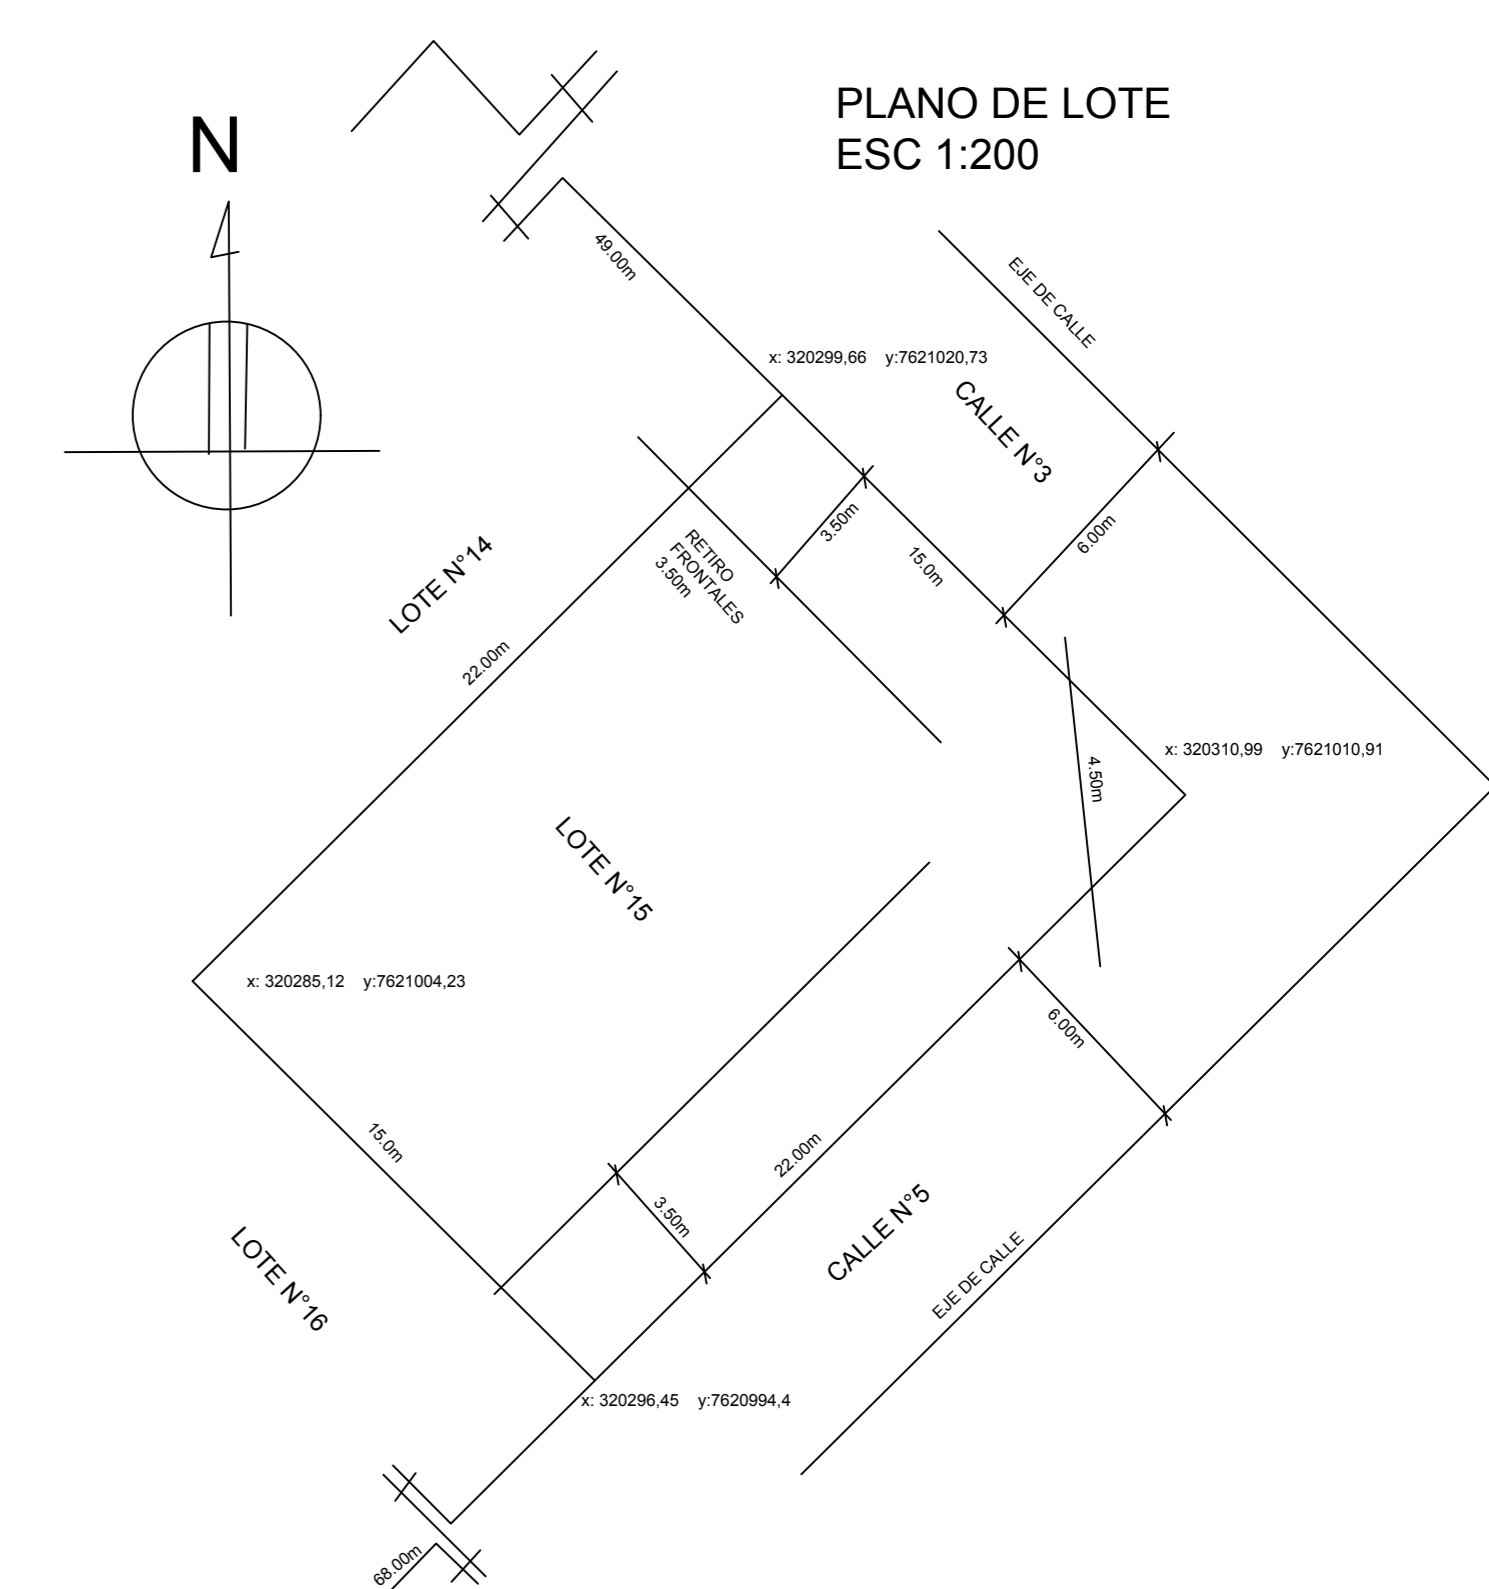 PLANO DE LOTE
ESC 1:200
N
49.00m
EJE DE CALLE
x: 320299,66 y:7621020,73
CALLE N°3
3.50m
6.00m
15.0m
RETIRO
FRONTALES
3.50m
LOTE N°14
22.00m
4.50m
x: 320310,99 y:7621010,91
LOTE N°15
x: 320285,12 y:7621004,23
6.00m
15.0m
22.00m
3.50m
CALLE N°5
LOTE N°16
EJE DE CALLE
x: 320296,45 y:7620994,4
68.00m